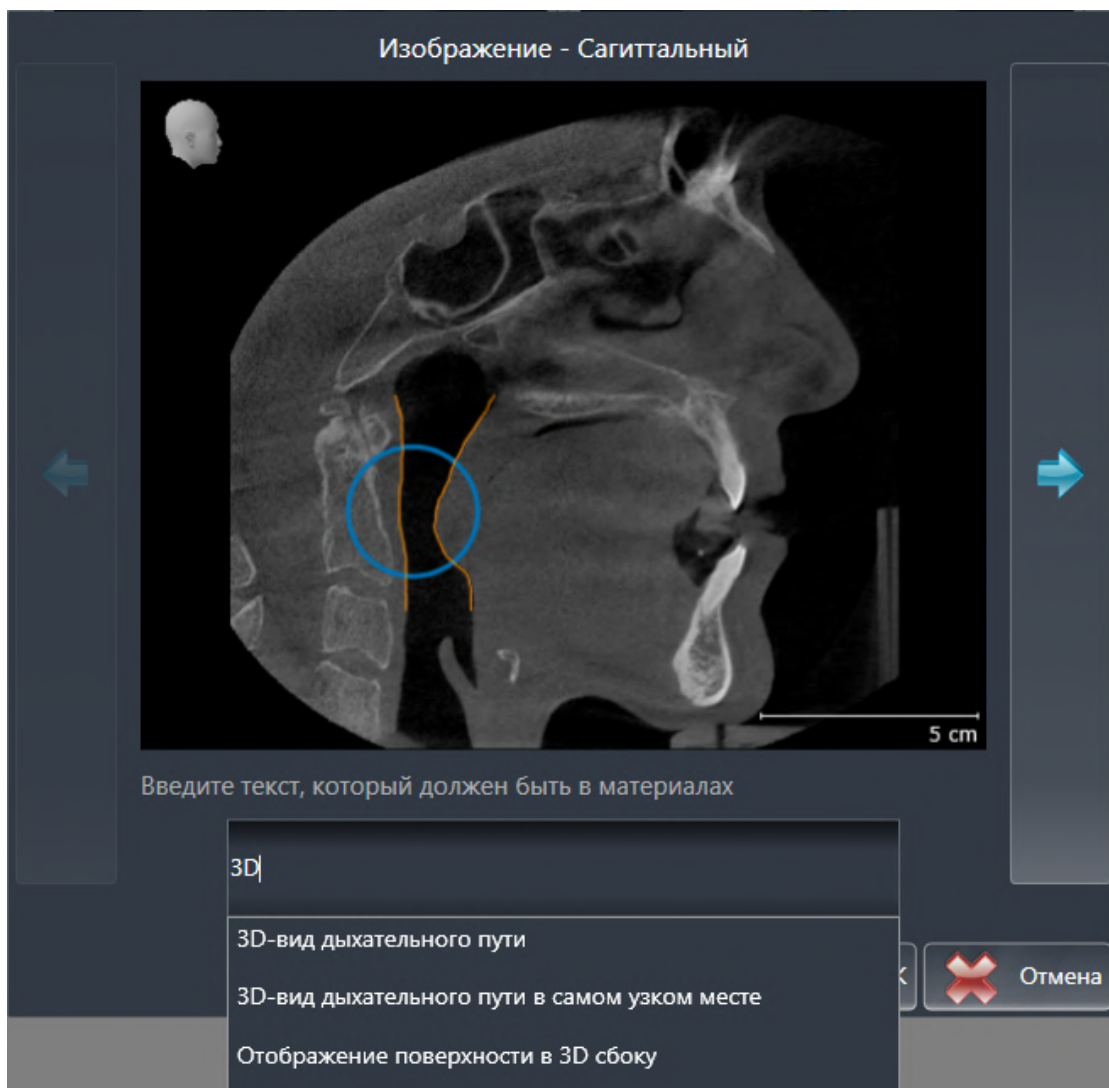 Изображение - Сагиттальный
5 cm
Введите текст, который должен быть в материалах
3D
3D-вид дыхательного пути
3D-вид дыхательного пути в самом узком месте
Отмена
Отображение поверхности в 3D сбоку